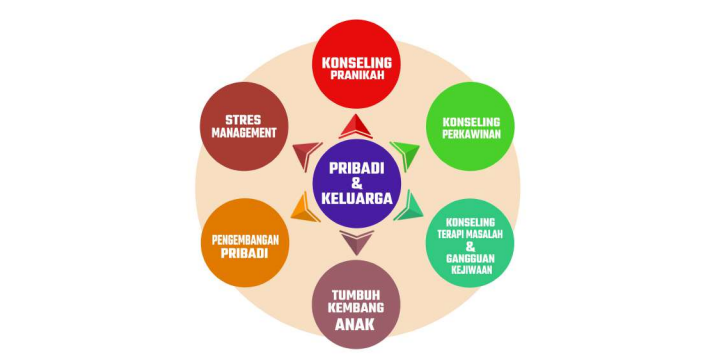 KONSELING
PRANIKAH
STRES
MANAGEMENT
KONSELING
PERKAWINAN
PRIBADI
&
KELUARGA
PENGEMBANGAN
PRIBADI
KONSELING
TERAPI MASALAH
&
GANGGUAN
KEJIWAAN
TUMBUH
KEMBANG
ANAK